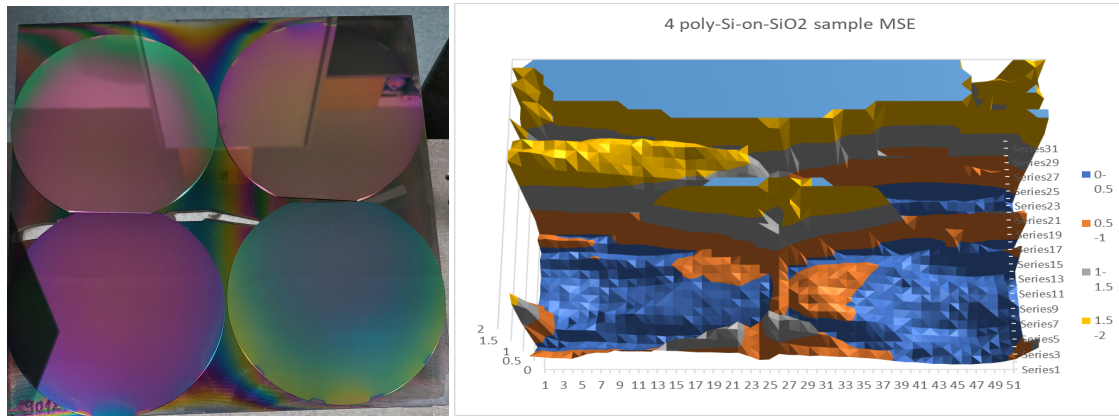 4 poly-Si-on-SiO2 sample MSE
Series31
Series29
Series27
Series25
Series23
Series21
Series19
Series17
Series15
Series13
Series11
Series9
Series7
Series5
Series3
Series1
0-
0.5
0.5
-1
1-
1.5
1.5
-2
2
1.5
1
0.5
0
1 3 5 7 9 11 13 15 17 19 21 23 25 27 29 31 33 35 37 39 41 43 45 47 49 51